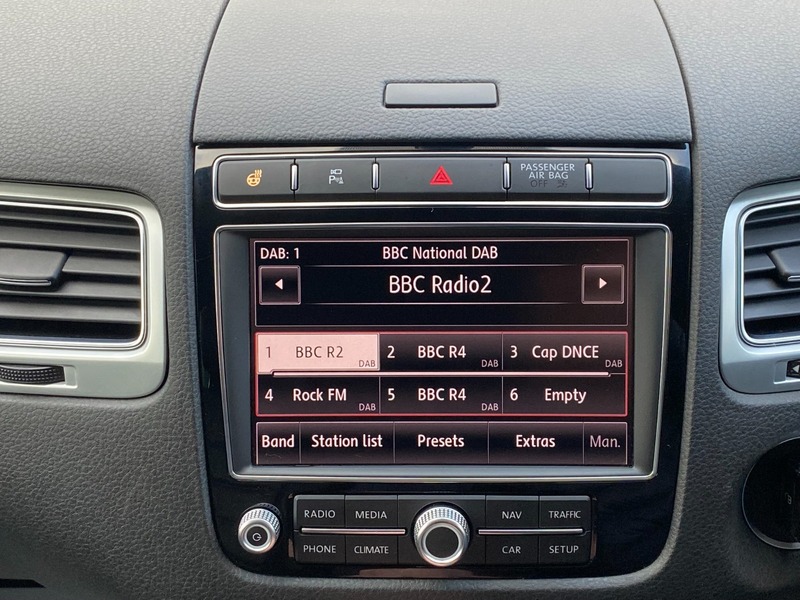 PASSENGER
AIR BAG
OFF
DAB: 1 BBC National DAB
BBC Radio2
1 BBC R2 DAB 2 BBC R4 DAB 3 Cap DNCE DAB
4 Rock FM DAB 5 BBC R4 DAB 6 Empty
Band Station list Presets Extras Man.
RADIO MEDIA NAV TRAFFIC
PHONE CLIMATE CAR SETUP